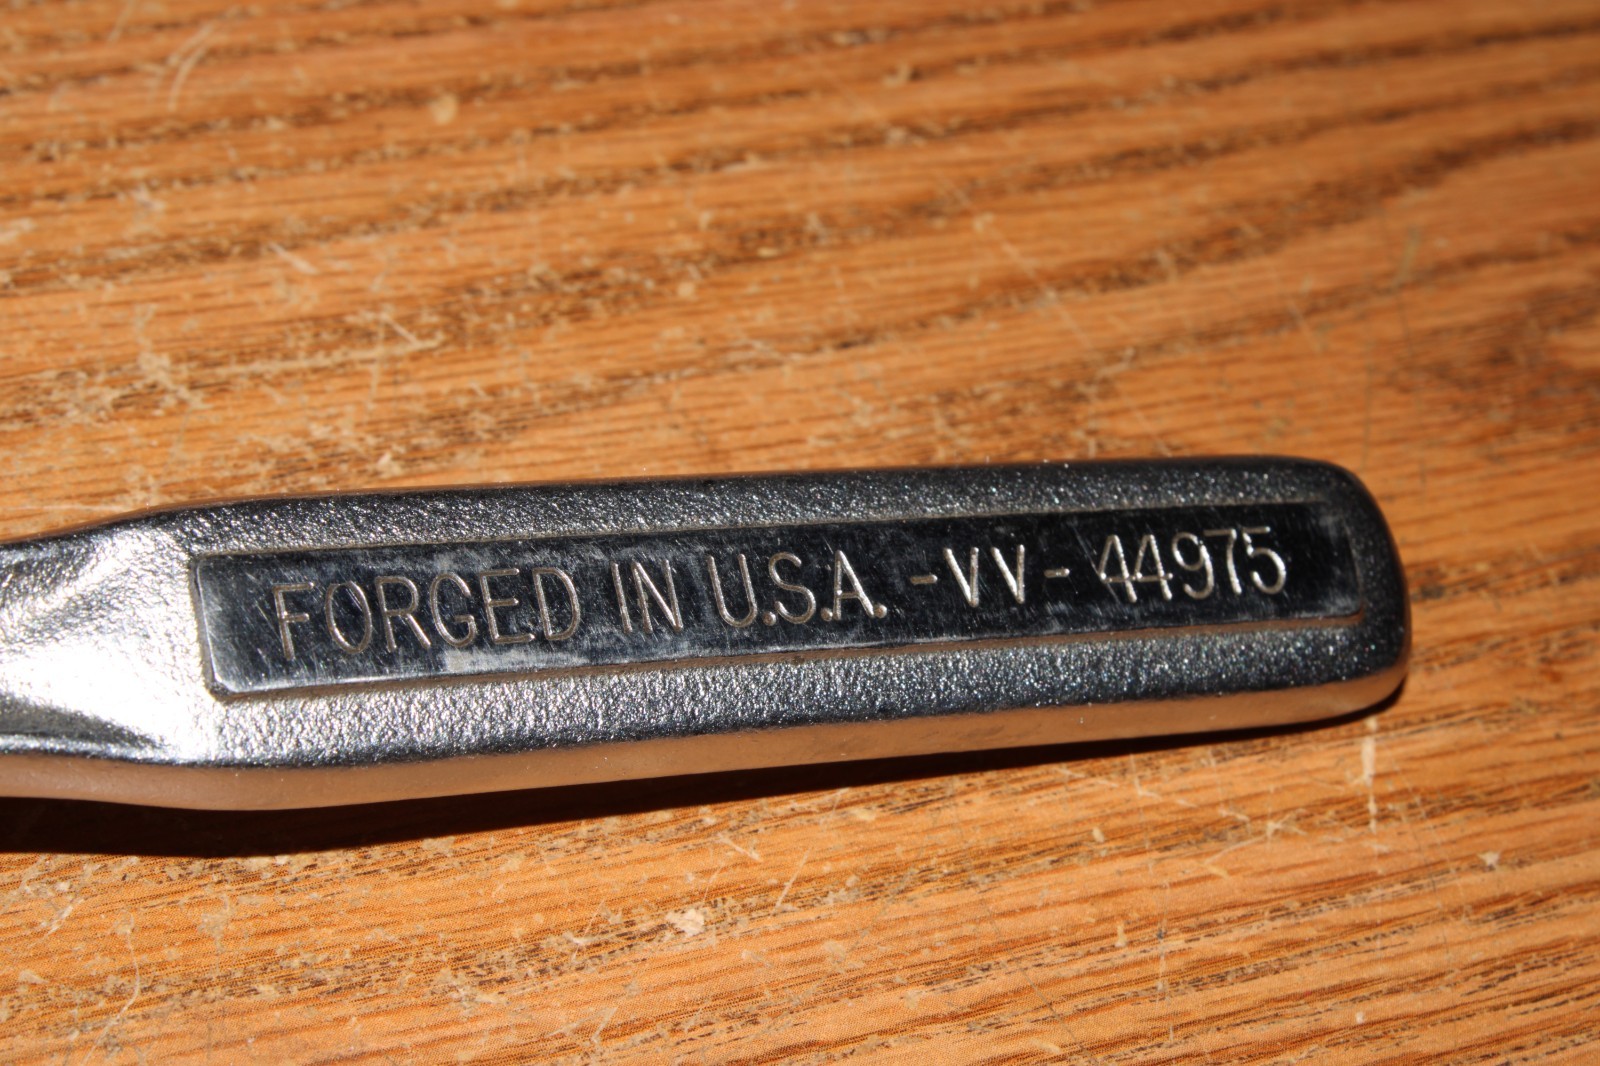 FORGED IN U.S.A. -VV- 44975